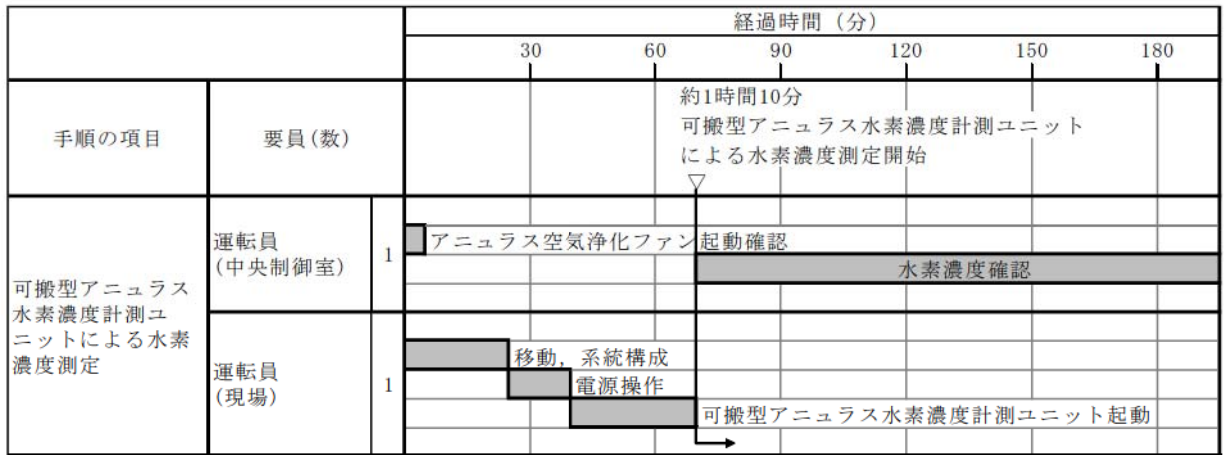 経過時間（分）
30 60 90 120 150 180
手順の項目
要員(数)
約1時間10分
可搬型アニュラス水素濃度計測ユニット
による水素濃度測定開始
▽
可搬型アニュラス
水素濃度計測ユ
ニットによる水素
濃度測定
運転員
(中央制御室)
1
アニュラス空気浄化ファン起動確認
水素濃度確認
運転員
(現場)
1
移動，系統構成
電源操作
可搬型アニュラス水素濃度計測ユニット起動